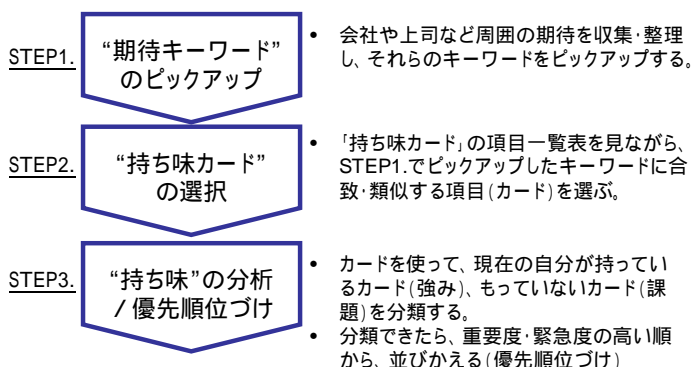 STEP1.
“期待キーワード”
のピックアップ
• 会社や上司など周囲の期待を収集･整理
し、それらのキーワードをピックアップする。
STEP2.
“持ち味カード”
の選択
• ｢持ち味カード｣の項目一覧表を見ながら、
STEP1.でピックアップしたキーワードに合
致･類似する項目(カード)を選ぶ。
STEP3.
“持ち味”の分析
/ 優先順位づけ
• カードを使って、現在の自分が持ってい
るカード(強み)、もっていないカード(課
題)を分類する。
• 分類できたら、重要度･緊急度の高い順
から、並びかえる(優先順位づけ)